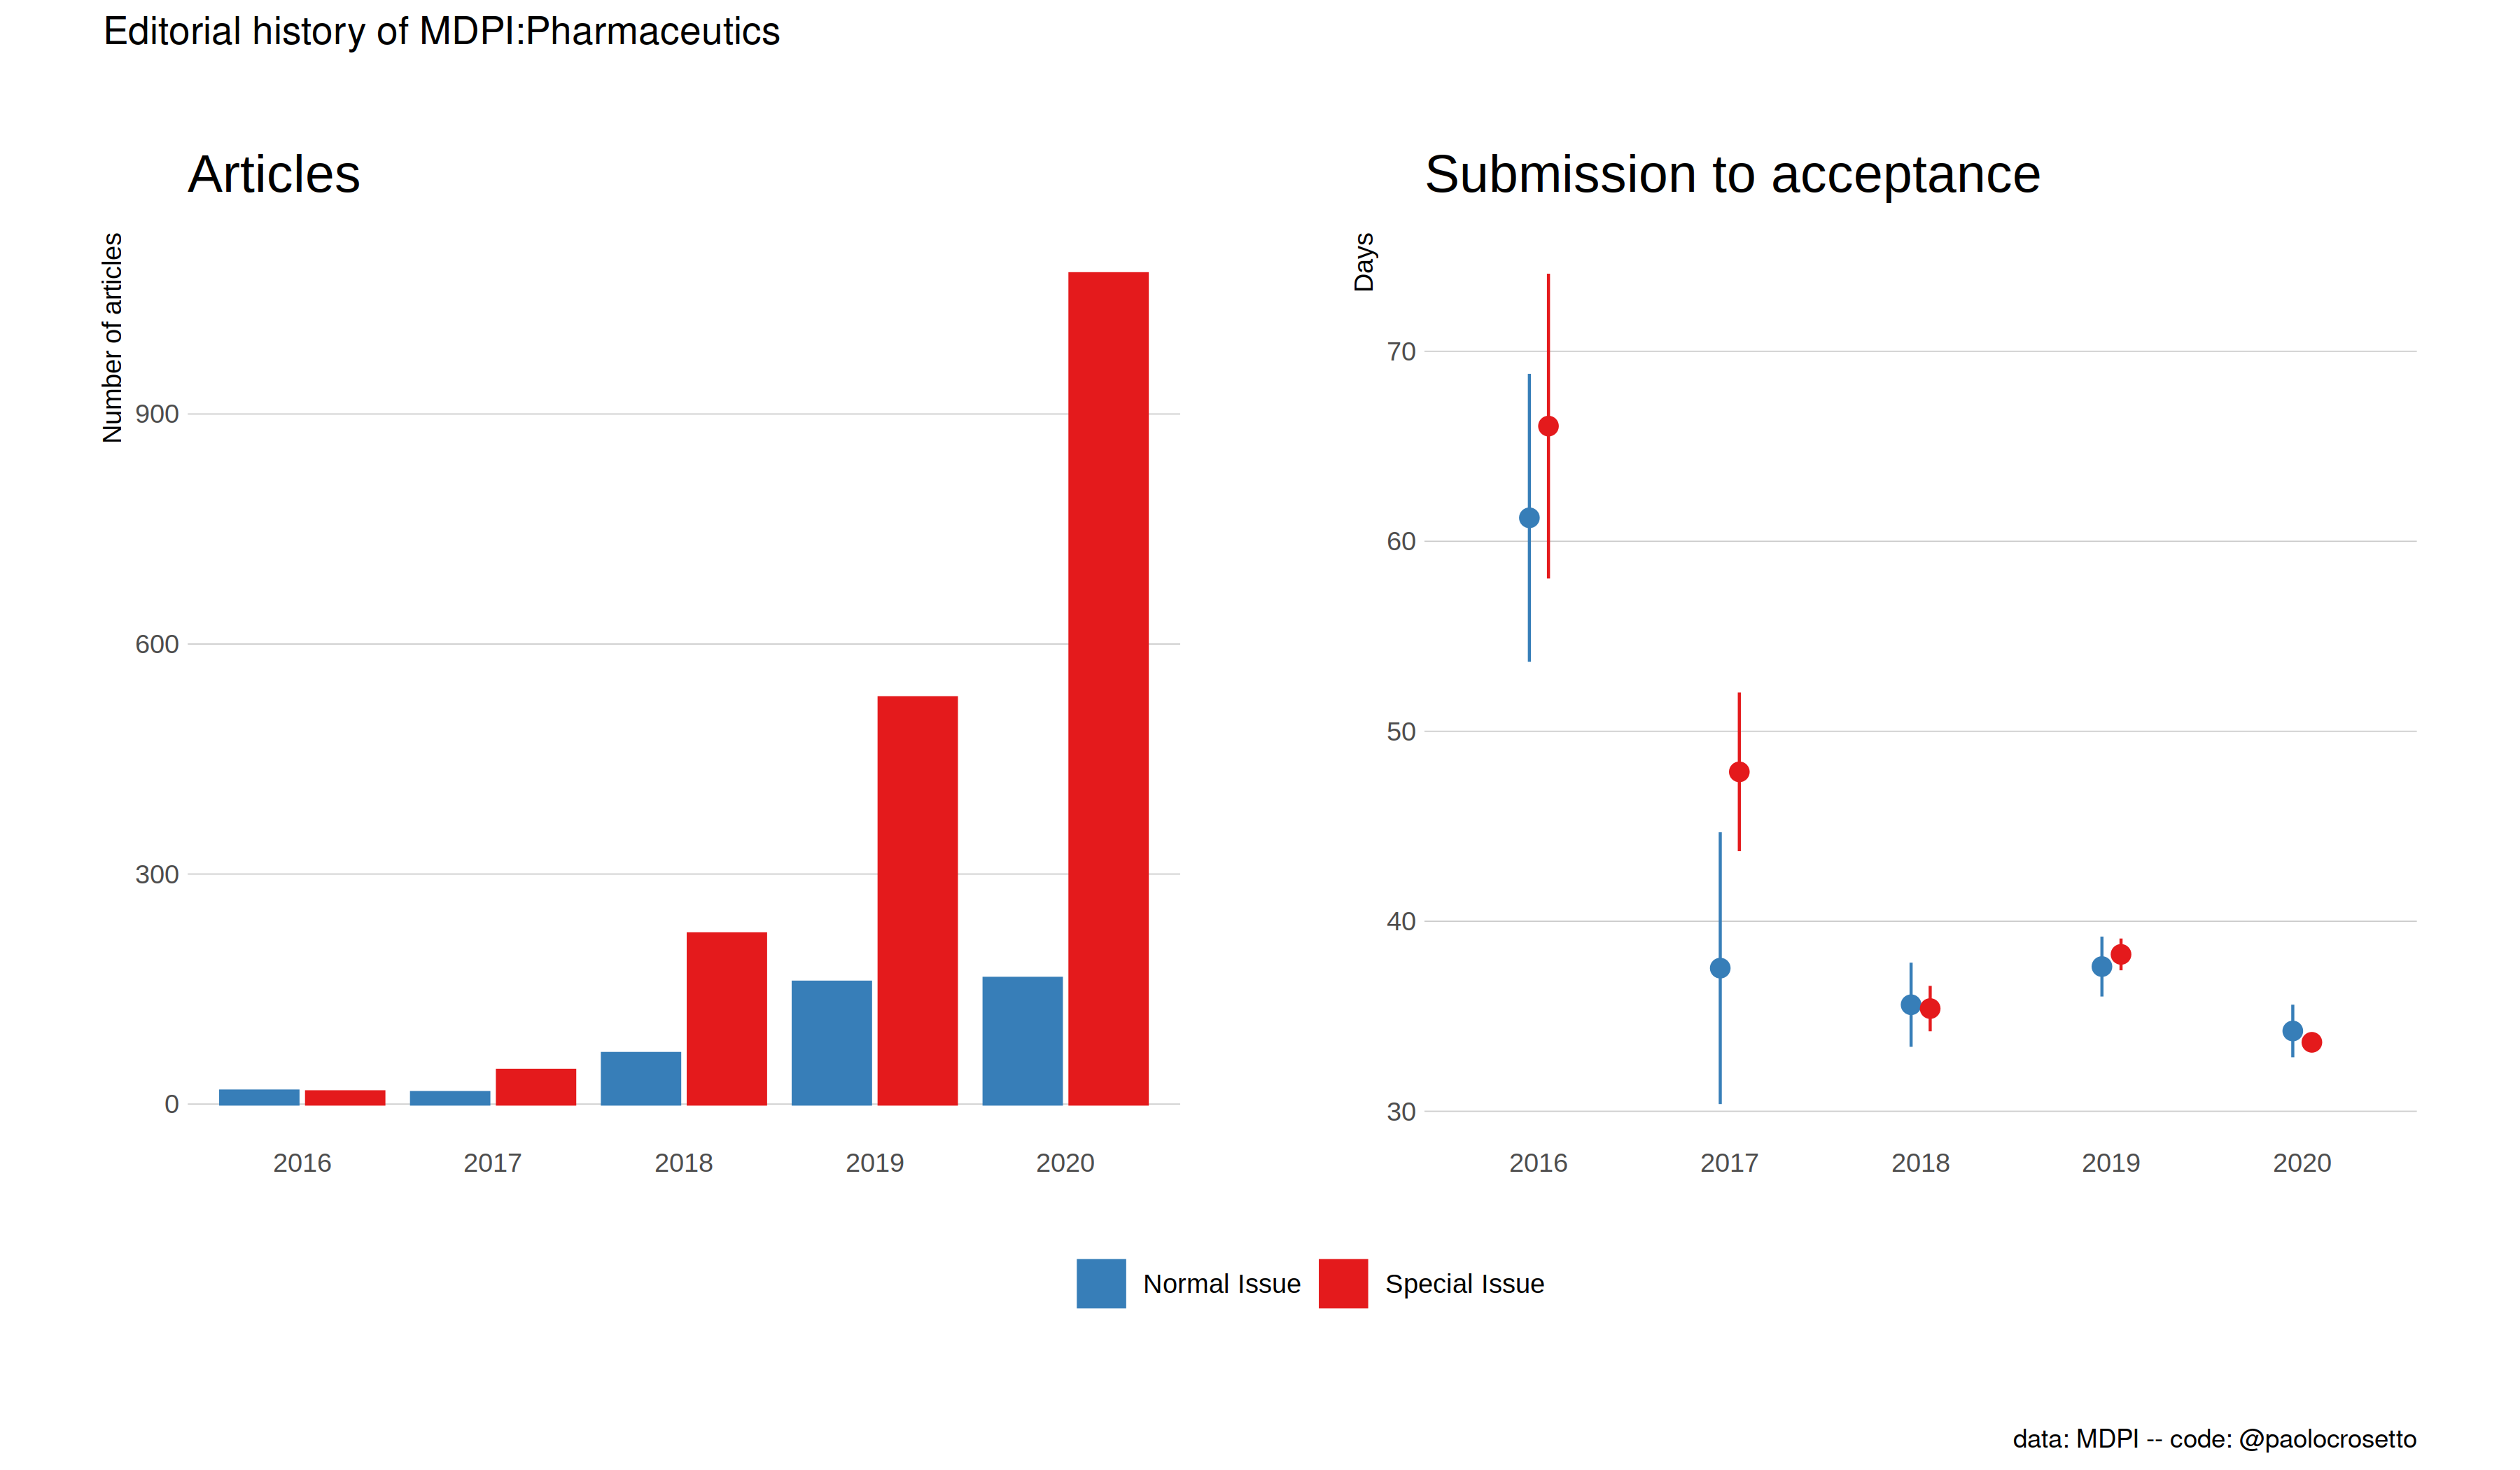 Editorial history of MDPI:Pharmaceutics
Articles
Number of articles
900
600
300
0
2016 2017 2018 2019 2020
Submission to acceptance
Days
70
60
50
40
30
2016 2017 2018 2019 2020
Normal Issue Special Issue
data: MDPI -- code: @paolocrosetto